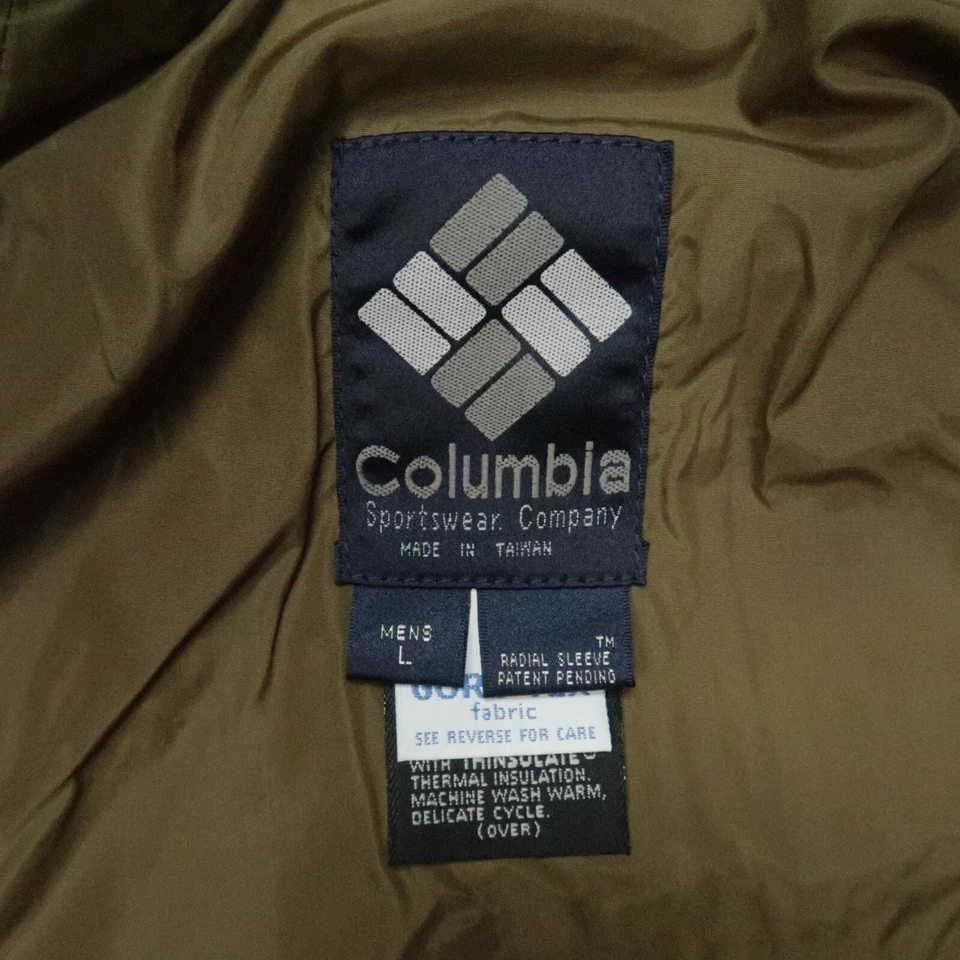 Columbia
Sportswear Company
MADE IN TAIWAN
MENS
L
TM
RADIAL SLEEVE
PATENT PENDING
fabric
SEE REVERSE FOR CARE
WITH THINSULATE
THERMAL INSULATION.
MACHINE WASH WARM,
DELICATE CYCLE.
(OVER)